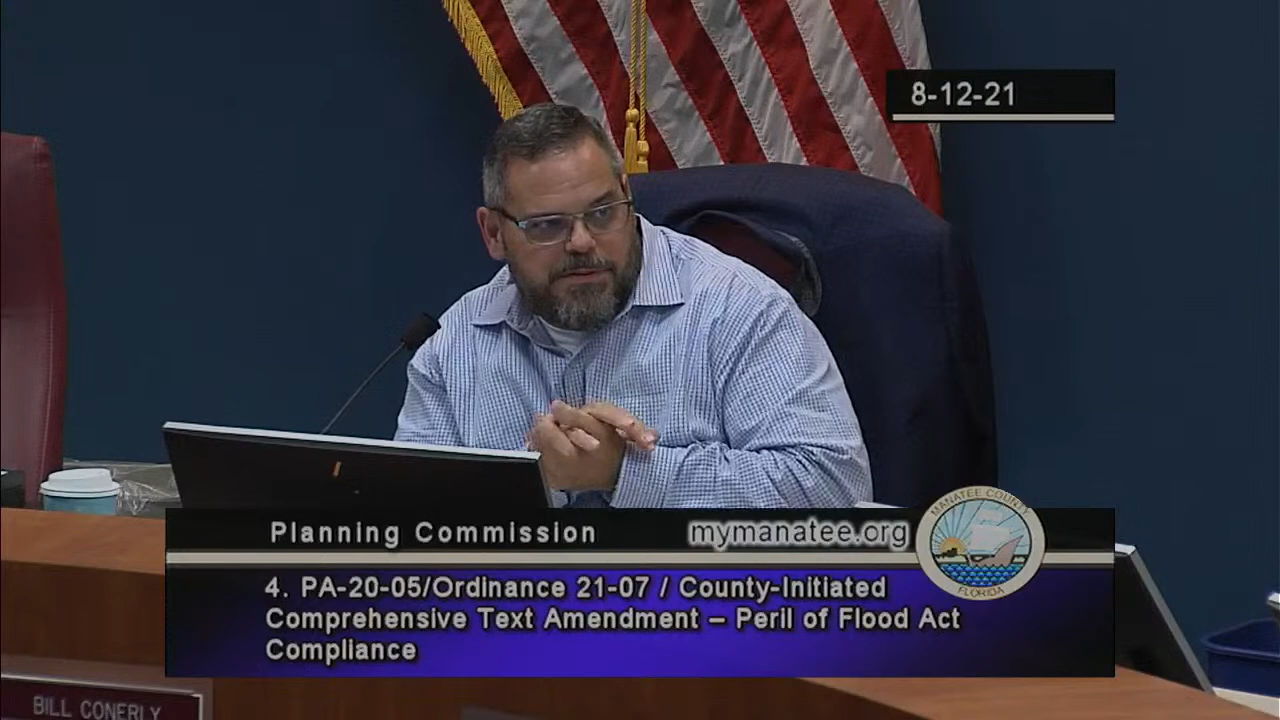 8-12-21
Planning Commission
mymanatee.org
MANATEE COUNTY
FLORIDA
4. PA-20-05/Ordinance 21-07 / County-Initiated
Comprehensive Text Amendment – Peril of Flood Act
Compliance
BILL CONERLY